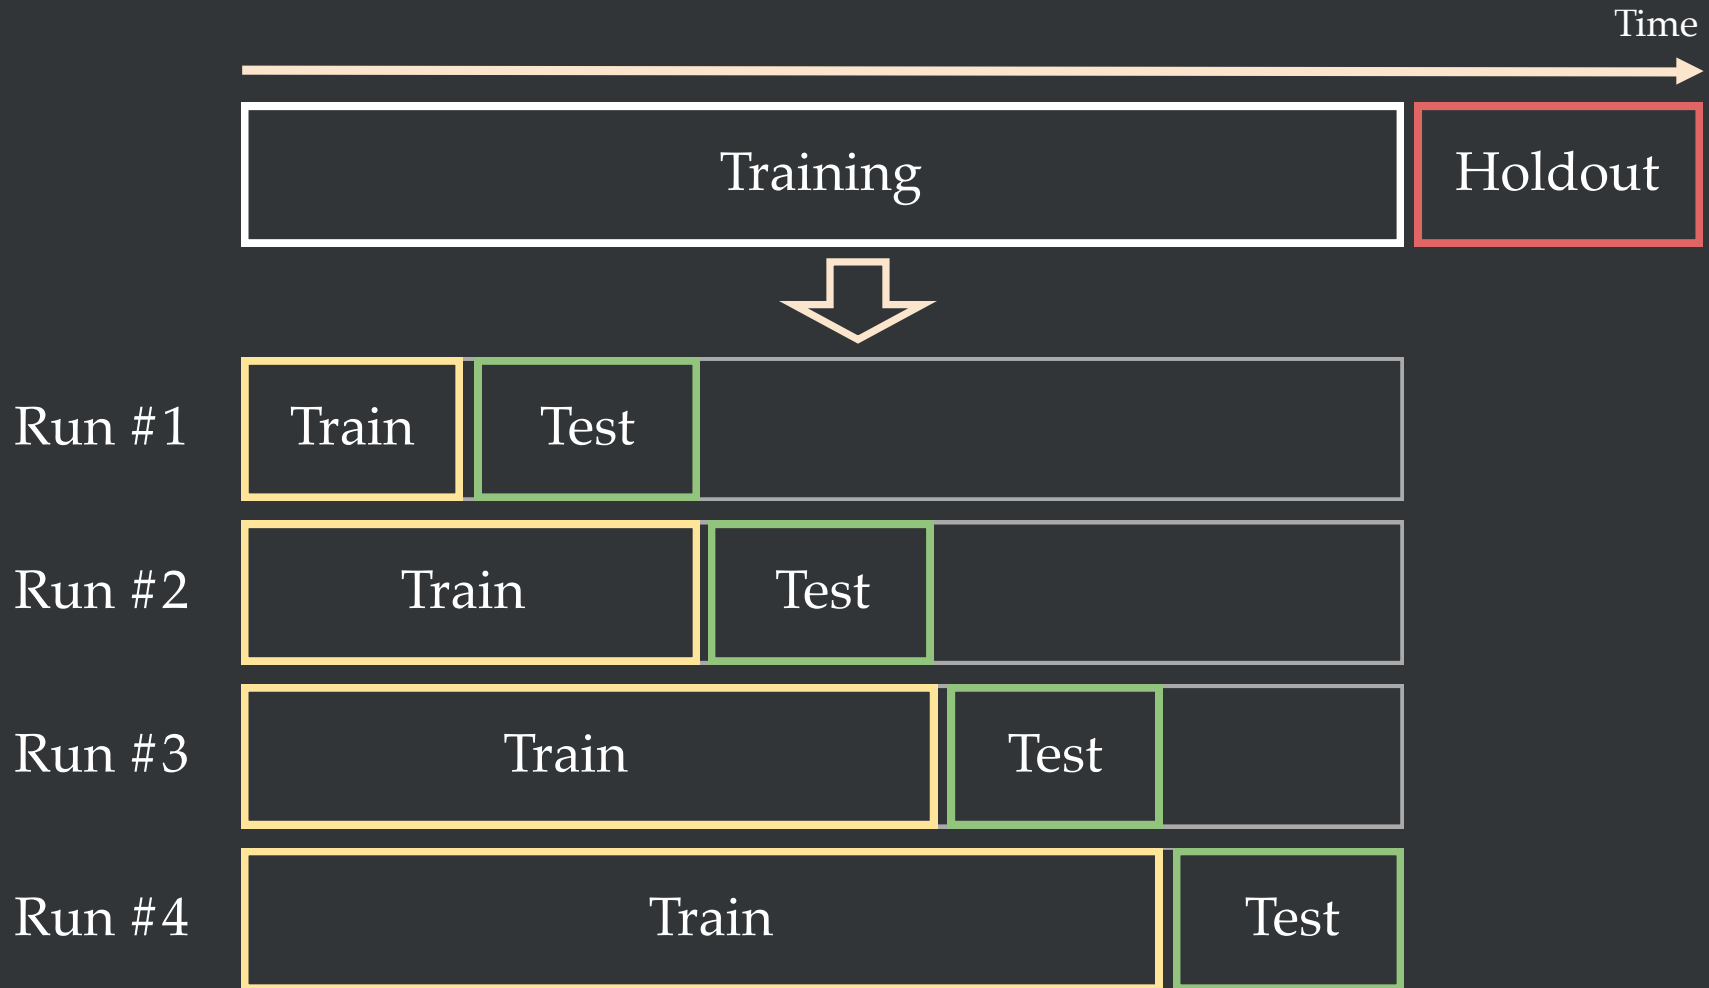 Time
Training
Holdout
Run #1
Train
Test
Run #2
Train
Test
Run #3
Train
Test
Run #4
Train
Test